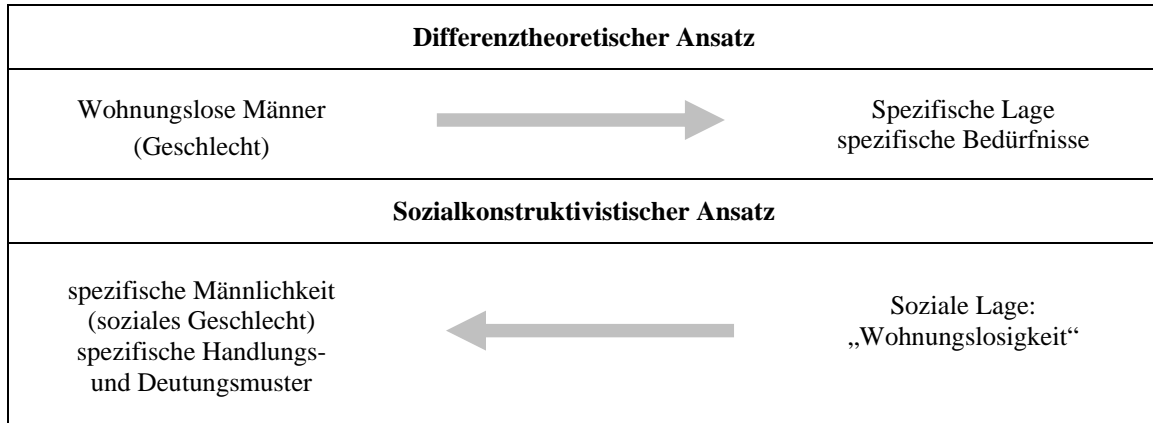 Differenztheoretischer Ansatz
Wohnungslose Männer
(Geschlecht)
Spezifische Lage
spezifische Bedürfnisse
Sozialkonstruktivistischer Ansatz
spezifische Männlichkeit
(soziales Geschlecht)
spezifische Handlungs-
und Deutungsmuster
Soziale Lage:
„Wohnungslosigkeit“